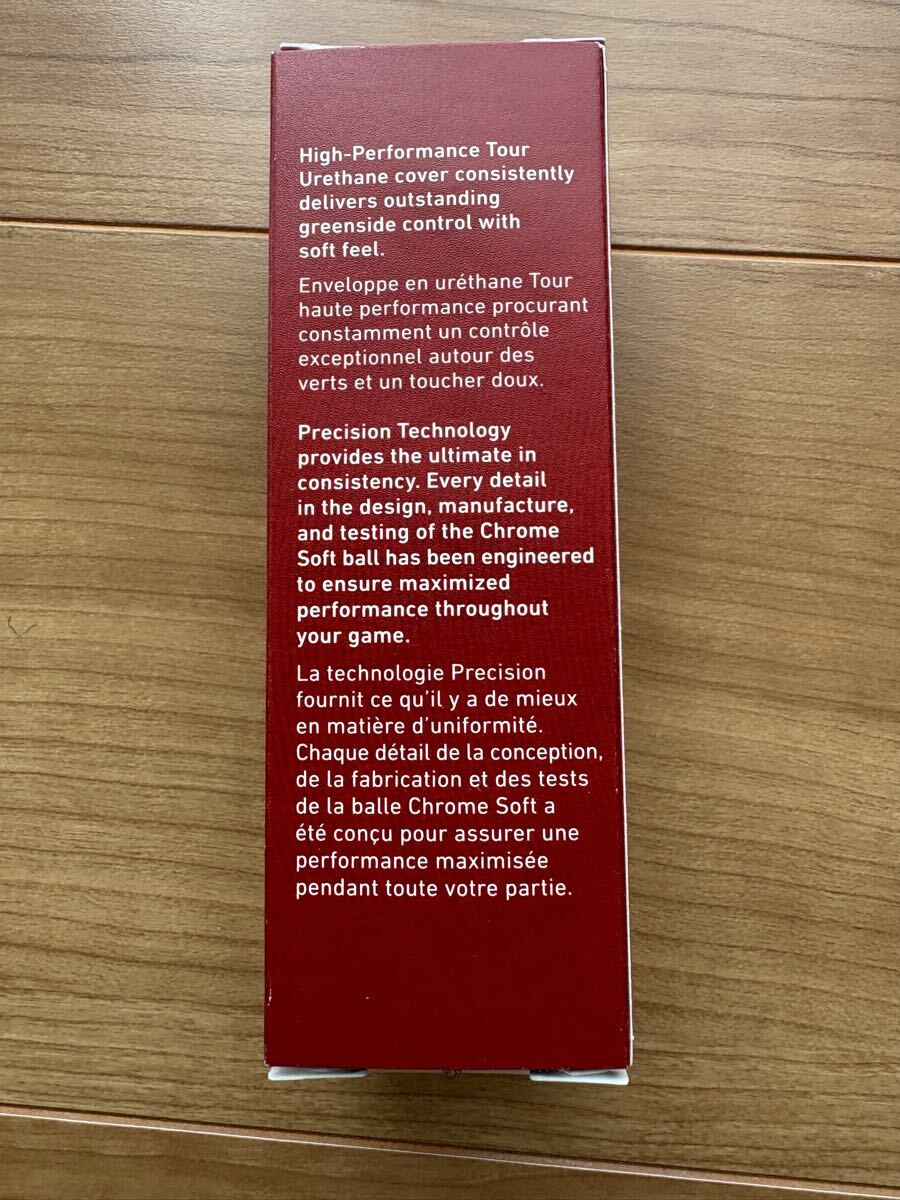 High-Performance Tour
Urethane cover consistently
delivers outstanding
greenside control with
soft feel.
Enveloppe en uréthane Tour
haute performance procurant
constamment un contrôle
exceptionnel autour des
verts et un toucher doux.
Precision Technology
provides the ultimate in
consistency. Every detail
in the design, manufacture,
and testing of the Chrome
Soft ball has been engineered
to ensure maximized
performance throughout
your game.
La technologie Precision
fournit ce qu'il y a de mieux
en matière d'uniformité.
Chaque détail de la conception,
de la fabrication et des tests
de la balle Chrome Soft a
été conçu pour assurer une
performance maximisée
pendant toute votre partie.